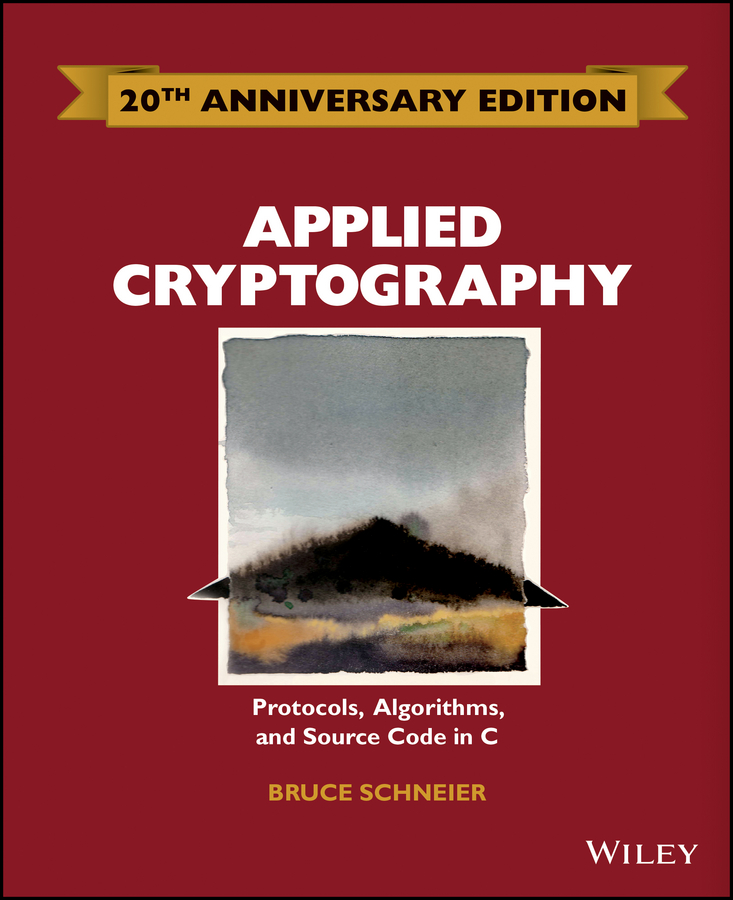 20TH ANNIVERSARY EDITION
APPLIED
CRYPTOGRAPHY
Protocols, Algorithms,
and Source Code in C
BRUCE SCHNEIER
WILEY